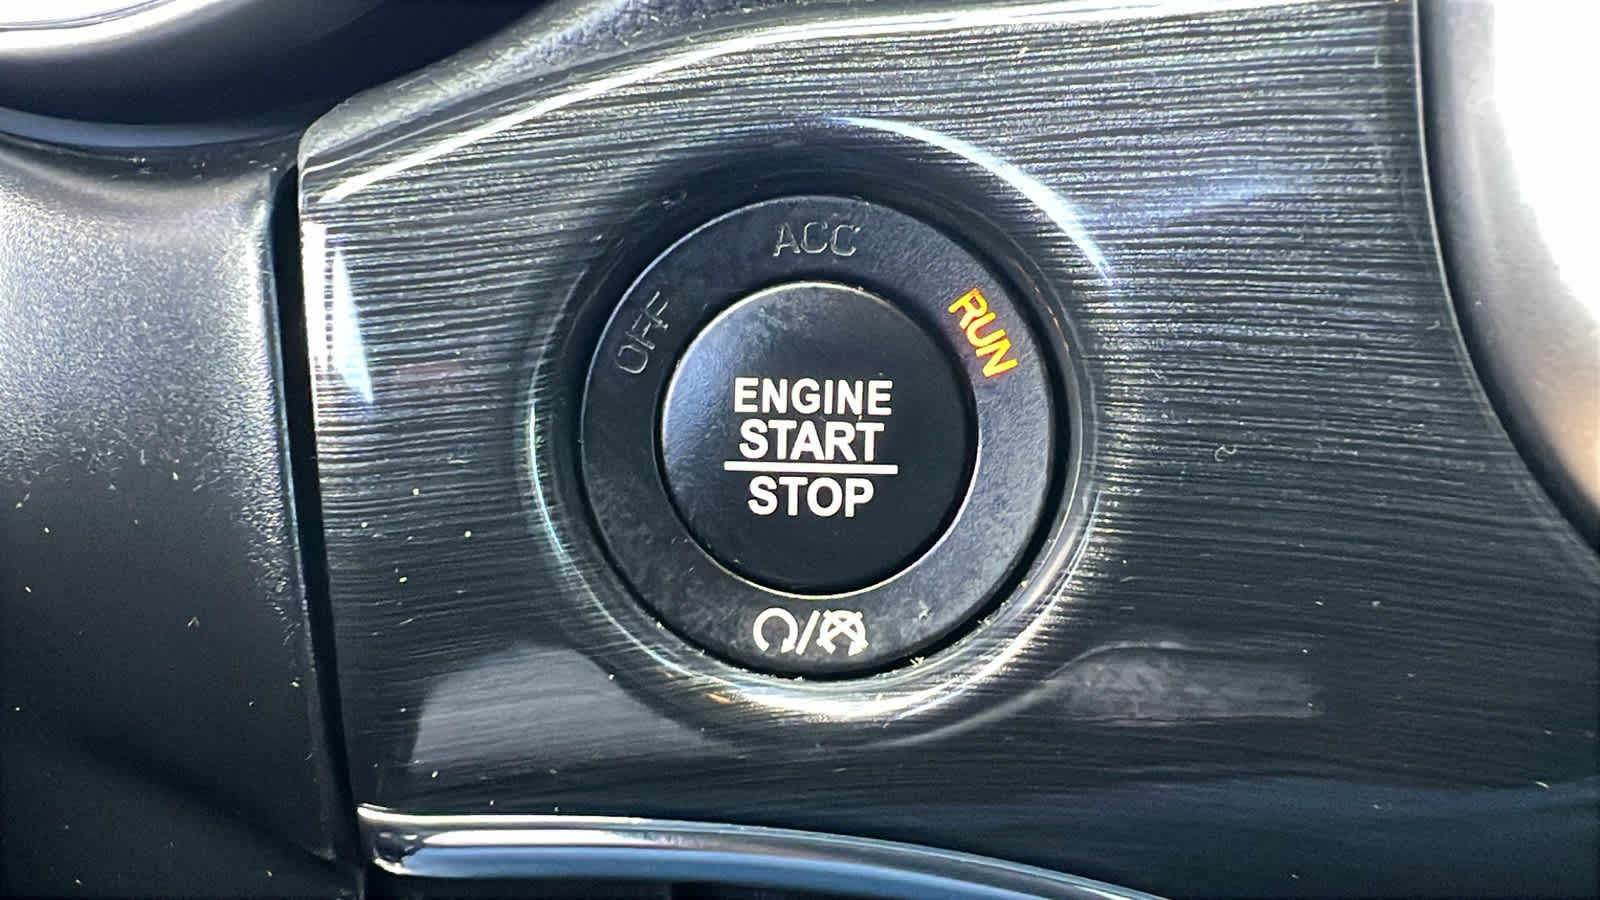 ACC
OFF
RUN
ENGINE
START
STOP